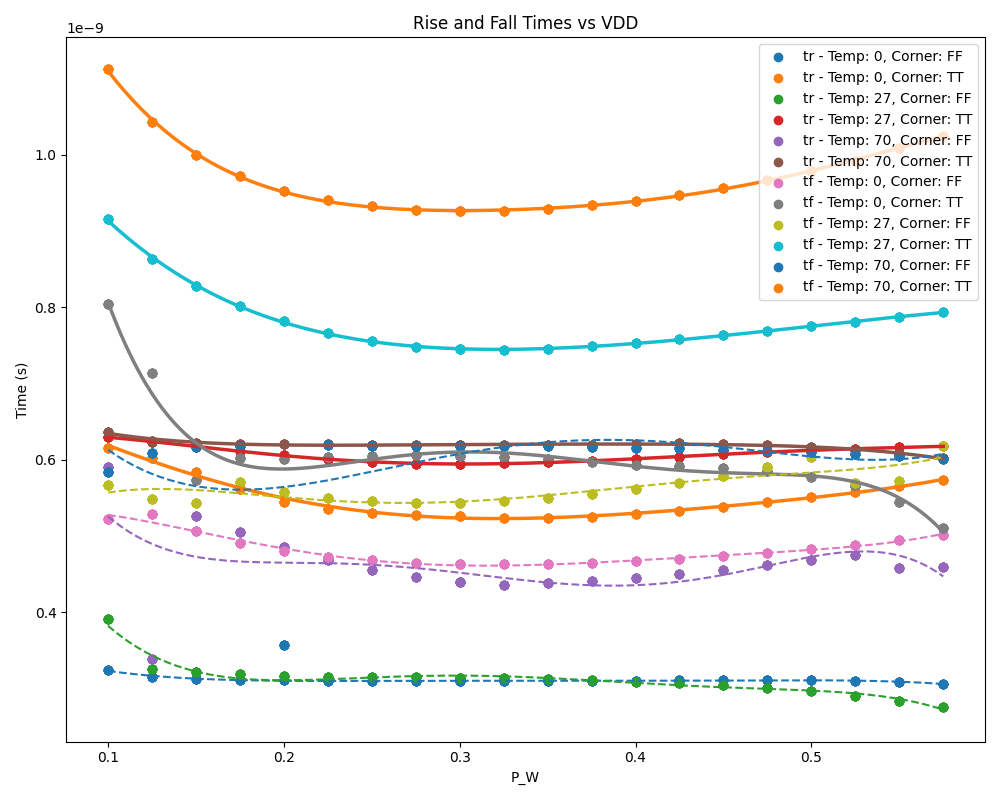 Rise and Fall Times vs VDD
1e−9
1.0
0.8
0.6
0.4
Time (s)
0.1 0.2 0.3 0.4 0.5
P_W
tr - Temp: 0, Corner: FF
tr - Temp: 0, Corner: TT
tr - Temp: 27, Corner: FF
tr - Temp: 27, Corner: TT
tr - Temp: 70, Corner: FF
tr - Temp: 70, Corner: TT
tf - Temp: 0, Corner: FF
tf - Temp: 0, Corner: TT
tf - Temp: 27, Corner: FF
tf - Temp: 27, Corner: TT
tf - Temp: 70, Corner: FF
tf - Temp: 70, Corner: TT